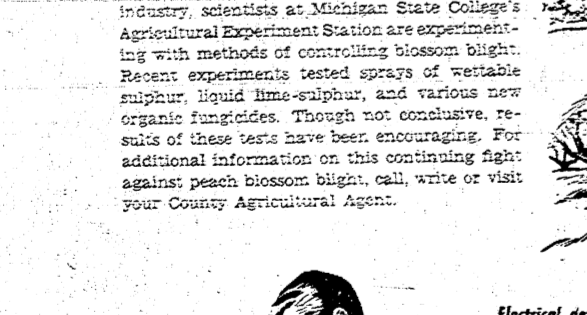 industry, scientists at Michigan State College's
Agricultural Experiment Station are experiment-
ing with methods of controlling blossom blight.
Recent experiments tested sprays of wettable
sulphur, liquid lime-sulphur, and various new
organic fungicides. Though not conclusive, re-
sults of these tests have been encouraging. For
additional information on this continuing fight
against peach blossom blight, call, write or visit
your County Agricultural Agent.
Electrical